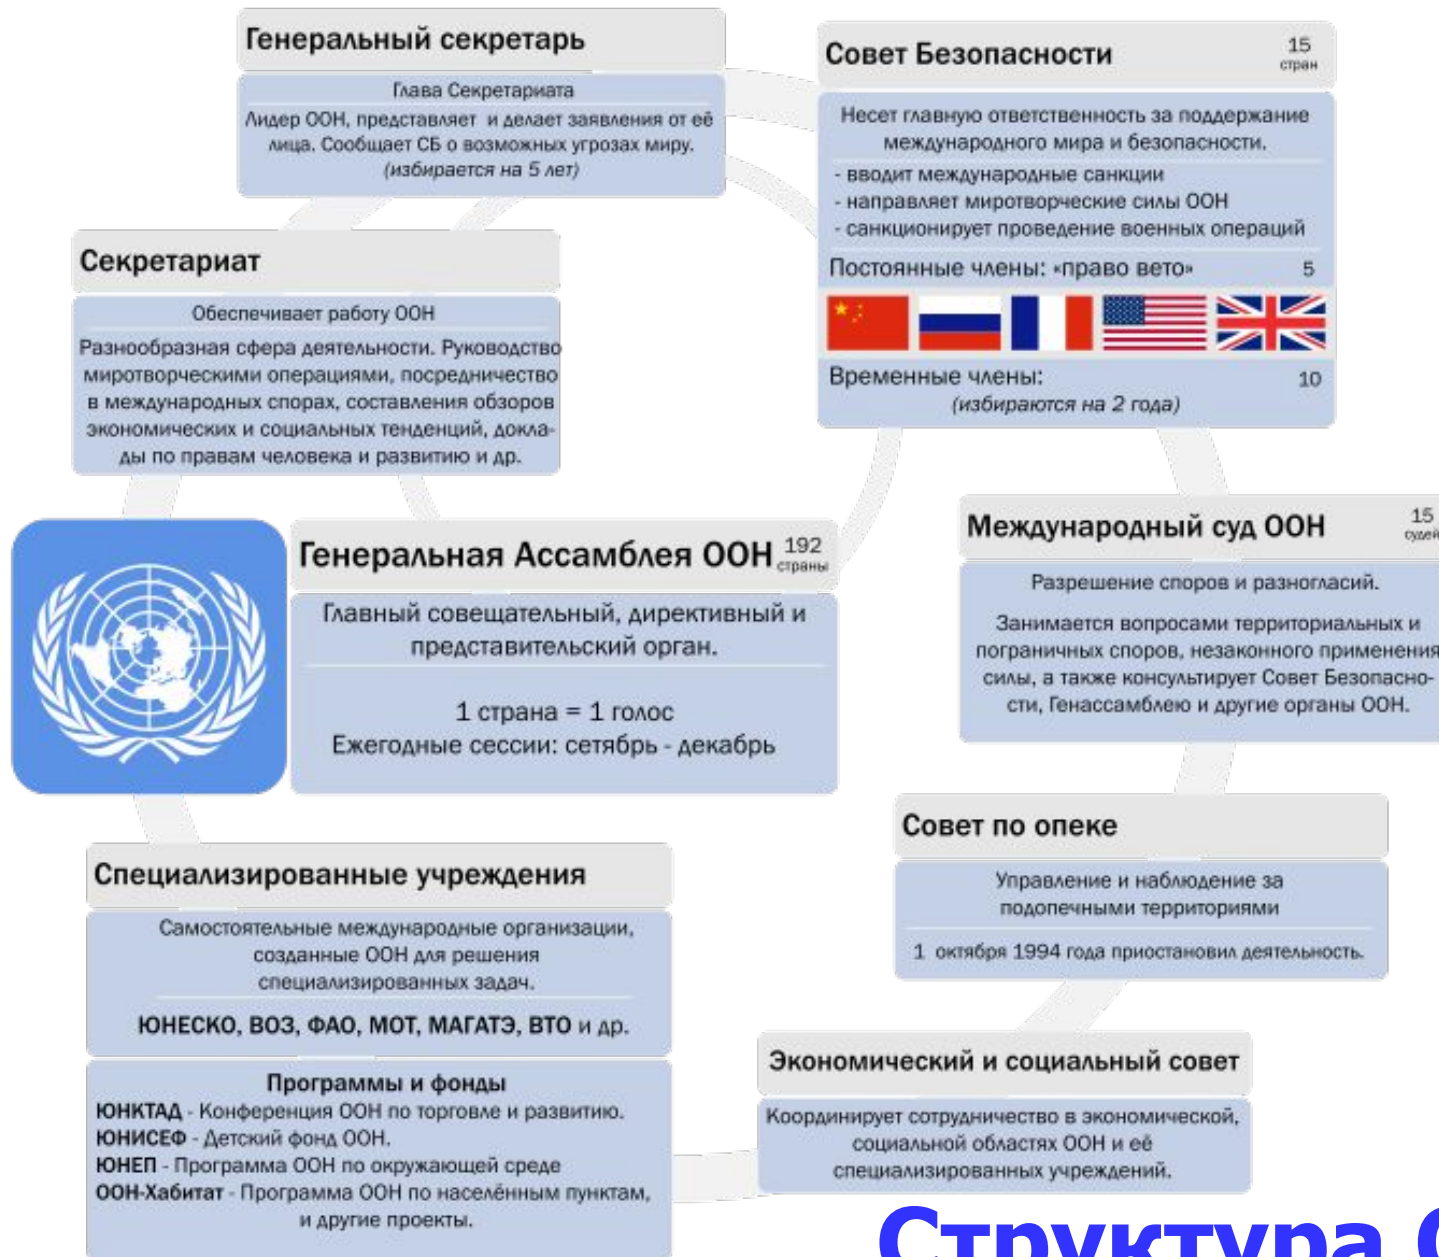 Генеральный секретарь
Глава Секретариата
Лидер ООН, представляет и делает заявления от её
лица. Сообщает СБ о возможных угрозах миру.
(избирается на 5 лет)
Совет Безопасности
15
стран
Несет главную ответственность за поддержание
международного мира и безопасности.
- вводит международные санкции
- направляет миротворческие силы ООН
- санкционирует проведение военных операций
Постоянные члены: «право вето» 5
Временные члены: 10
(избираются на 2 года)
Секретариат
Обеспечивает работу ООН
Разнообразная сфера деятельности. Руководство
миротворческими операциями, посредничество
в международных спорах, составления обзоров
экономических и социальных тенденций, докла-
ды по правам человека и развитию и др.
Генеральная Ассамблея ООН
192
страны
Главный совещательный, директивный и
представительский орган.
1 страна = 1 голос
Ежегодные сессии: сетябрь - декабрь
Международный суд ООН
15
судей
Разрешение споров и разногласий.
Занимается вопросами территориальных и
пограничных споров, незаконного применения
силы, а также консультирует Совет Безопасно-
сти, Генассамблею и другие органы ООН.
Совет по опеке
Управление и наблюдение за
подопечными территориями
1 октября 1994 года приостановил деятельность.
Специализированные учреждения
Самостоятельные международные организации,
созданные ООН для решения
специализированных задач.
ЮНЕСКО, ВОЗ, ФАО, МОТ, МАГАТЭ, ВТО и др.
Программы и фонды
ЮНКТАД - Конференция ООН по торговле и развитию.
ЮНИСЕФ - Детский фонд ООН.
ЮНЕП - Программа ООН по окружающей среде
ООН-Хабитат - Программа ООН по населённым пунктам,
и другие проекты.
Экономический и социальный совет
Координирует сотрудничество в экономической,
социальной областях ООН и её
специализированных учреждений.
Структура